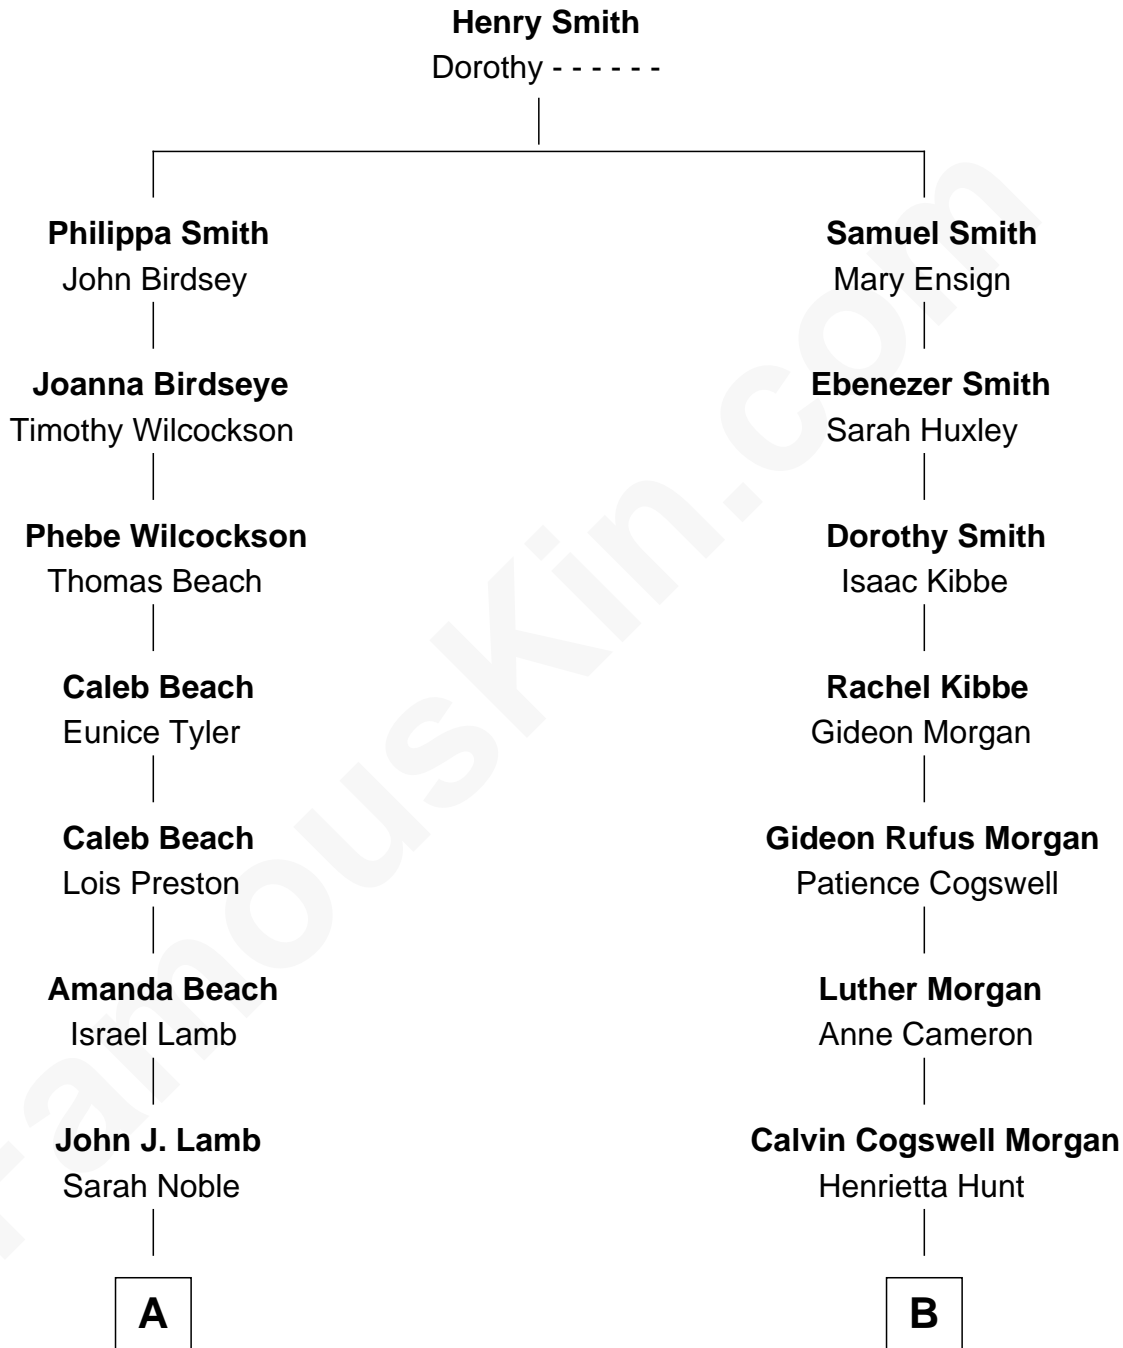 Henry Smith
Dorothy - - - - - -
Philippa Smith
John Birdsey
Samuel Smith
Mary Ensign
Joanna Birdseye
Timothy Wilcockson
Ebenezer Smith
Sarah Huxley
Phebe Wilcockson
Thomas Beach
Dorothy Smith
Isaac Kibbe
Caleb Beach
Eunice Tyler
Rachel Kibbe
Gideon Morgan
Caleb Beach
Lois Preston
Gideon Rufus Morgan
Patience Cogswell
Amanda Beach
Israel Lamb
Luther Morgan
Anne Cameron
John J. Lamb
Sarah Noble
Calvin Cogswell Morgan
Henrietta Hunt
A
B
FamousKin.com